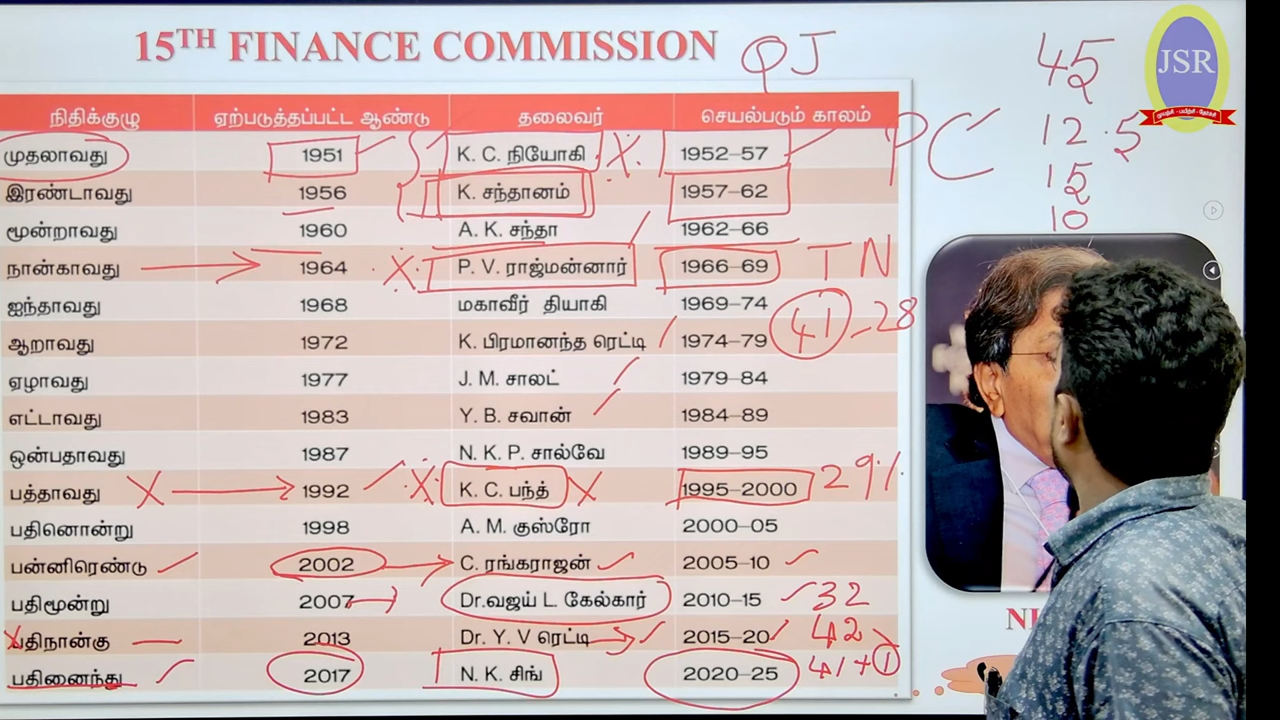 15TH FINANCE COMMISSION
QJ
45
JSR
முயற்சி - பயிற்சி - தேர்ச்சி
நிதிக்குழு ஏற்படுத்தப்பட்ட ஆண்டு தலைவர் செயல்படும் காலம்
PC
12.5
முதலாவது 1951 K. C. நியோகி 1952–57
15
இரண்டாவது 1956 K. சந்தானம் 1957–62
10
மூன்றாவது 1960 A. K. சந்தா 1962–66
நான்காவது 1964 P. V. ராஜ்மன்னார் 1966–69 TN
ஐந்தாவது 1968 மகாவீர் தியாகி 1969–74
41 - 28
ஆறாவது 1972 K. பிரமானந்த ரெட்டி 1974–79
ஏழாவது 1977 J. M. சாலட் 1979–84
எட்டாவது 1983 Y. B. சவான் 1984–89
ஒன்பதாவது 1987 N. K. P. சால்வே 1989–95
பத்தாவது 1992 K. C. பந்த் 1995–2000 29%
பதினொன்று 1998 A. M. குஸ்ரோ 2000–05
பன்னிரெண்டு 2002 C. ரங்கராஜன் 2005–10
பதிமூன்று 2007 Dr.விஜய் L. கேல்கார் 2010–15 32
பதிநான்கு 2013 Dr. Y. V ரெட்டி 2015–20 42
பதினைந்து 2017 N. K. சிங் 2020–25 41+1